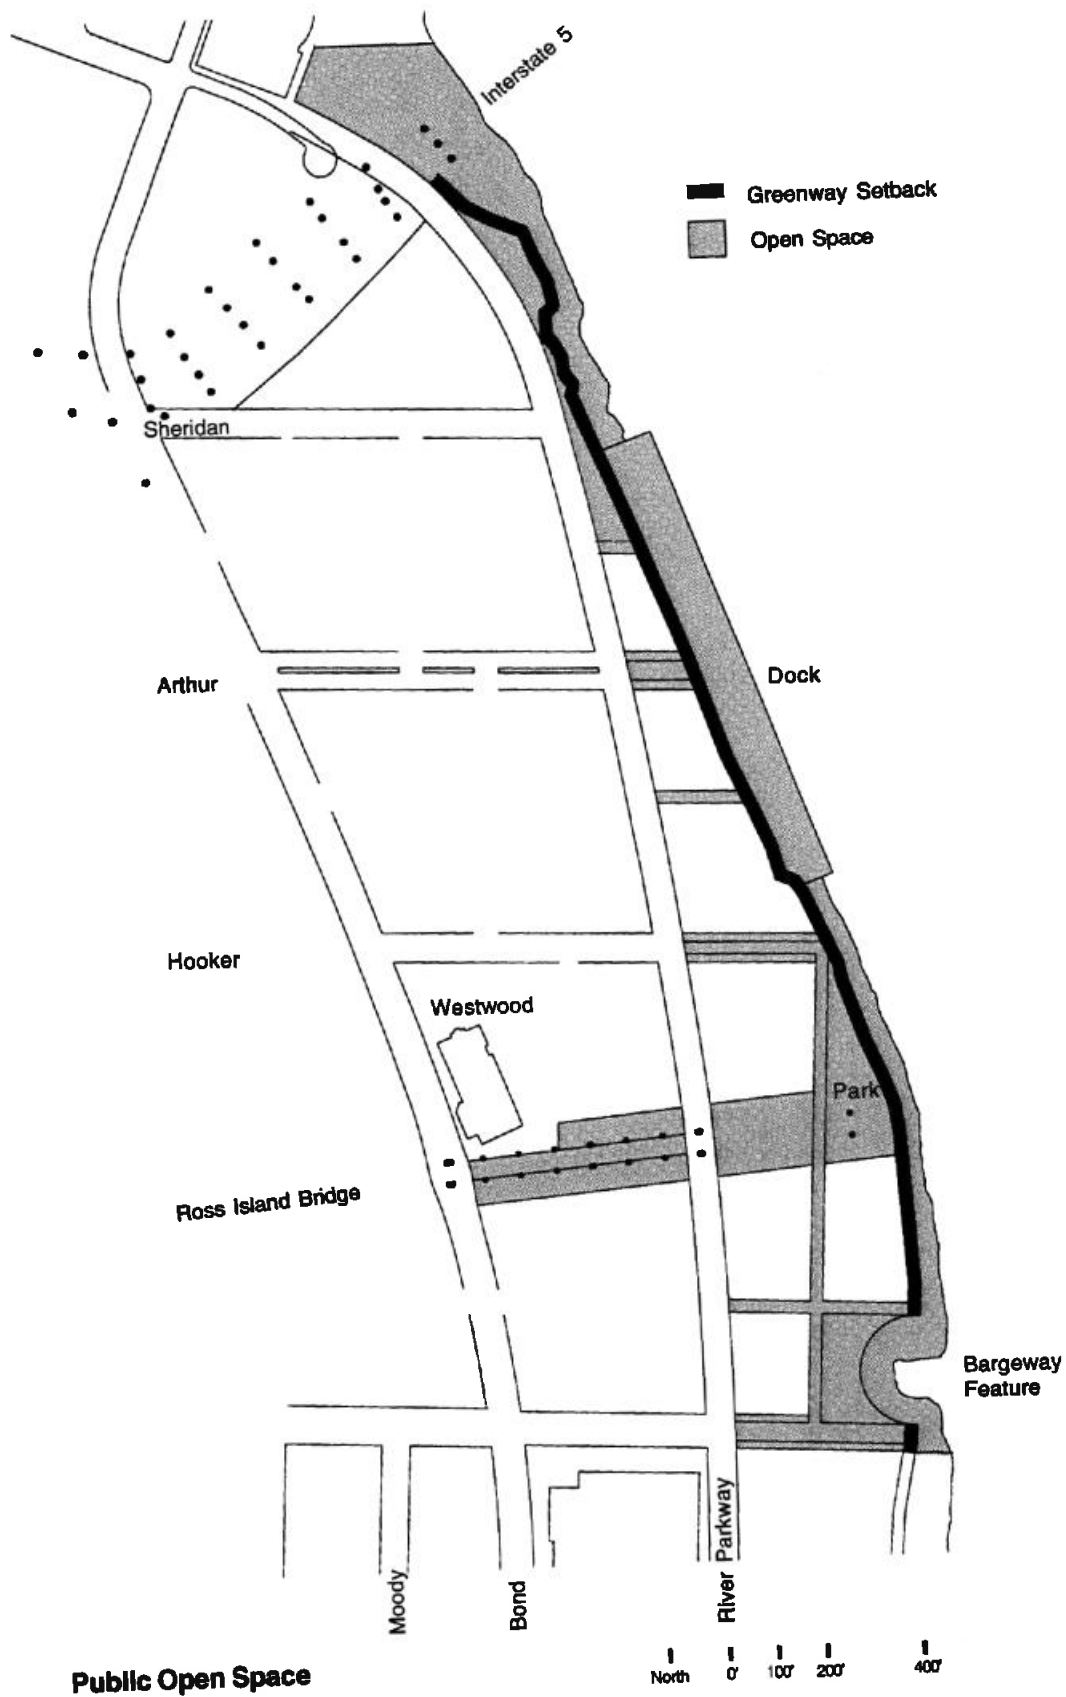 Interstate 5
Greenway Setback
Open Space
Sheridan
Arthur
Dock
Hooker
Westwood
Park
Ross Island Bridge
Bargeway
Feature
Moody
Bond
River Parkway
Public Open Space
North 0' 100' 200' 400'